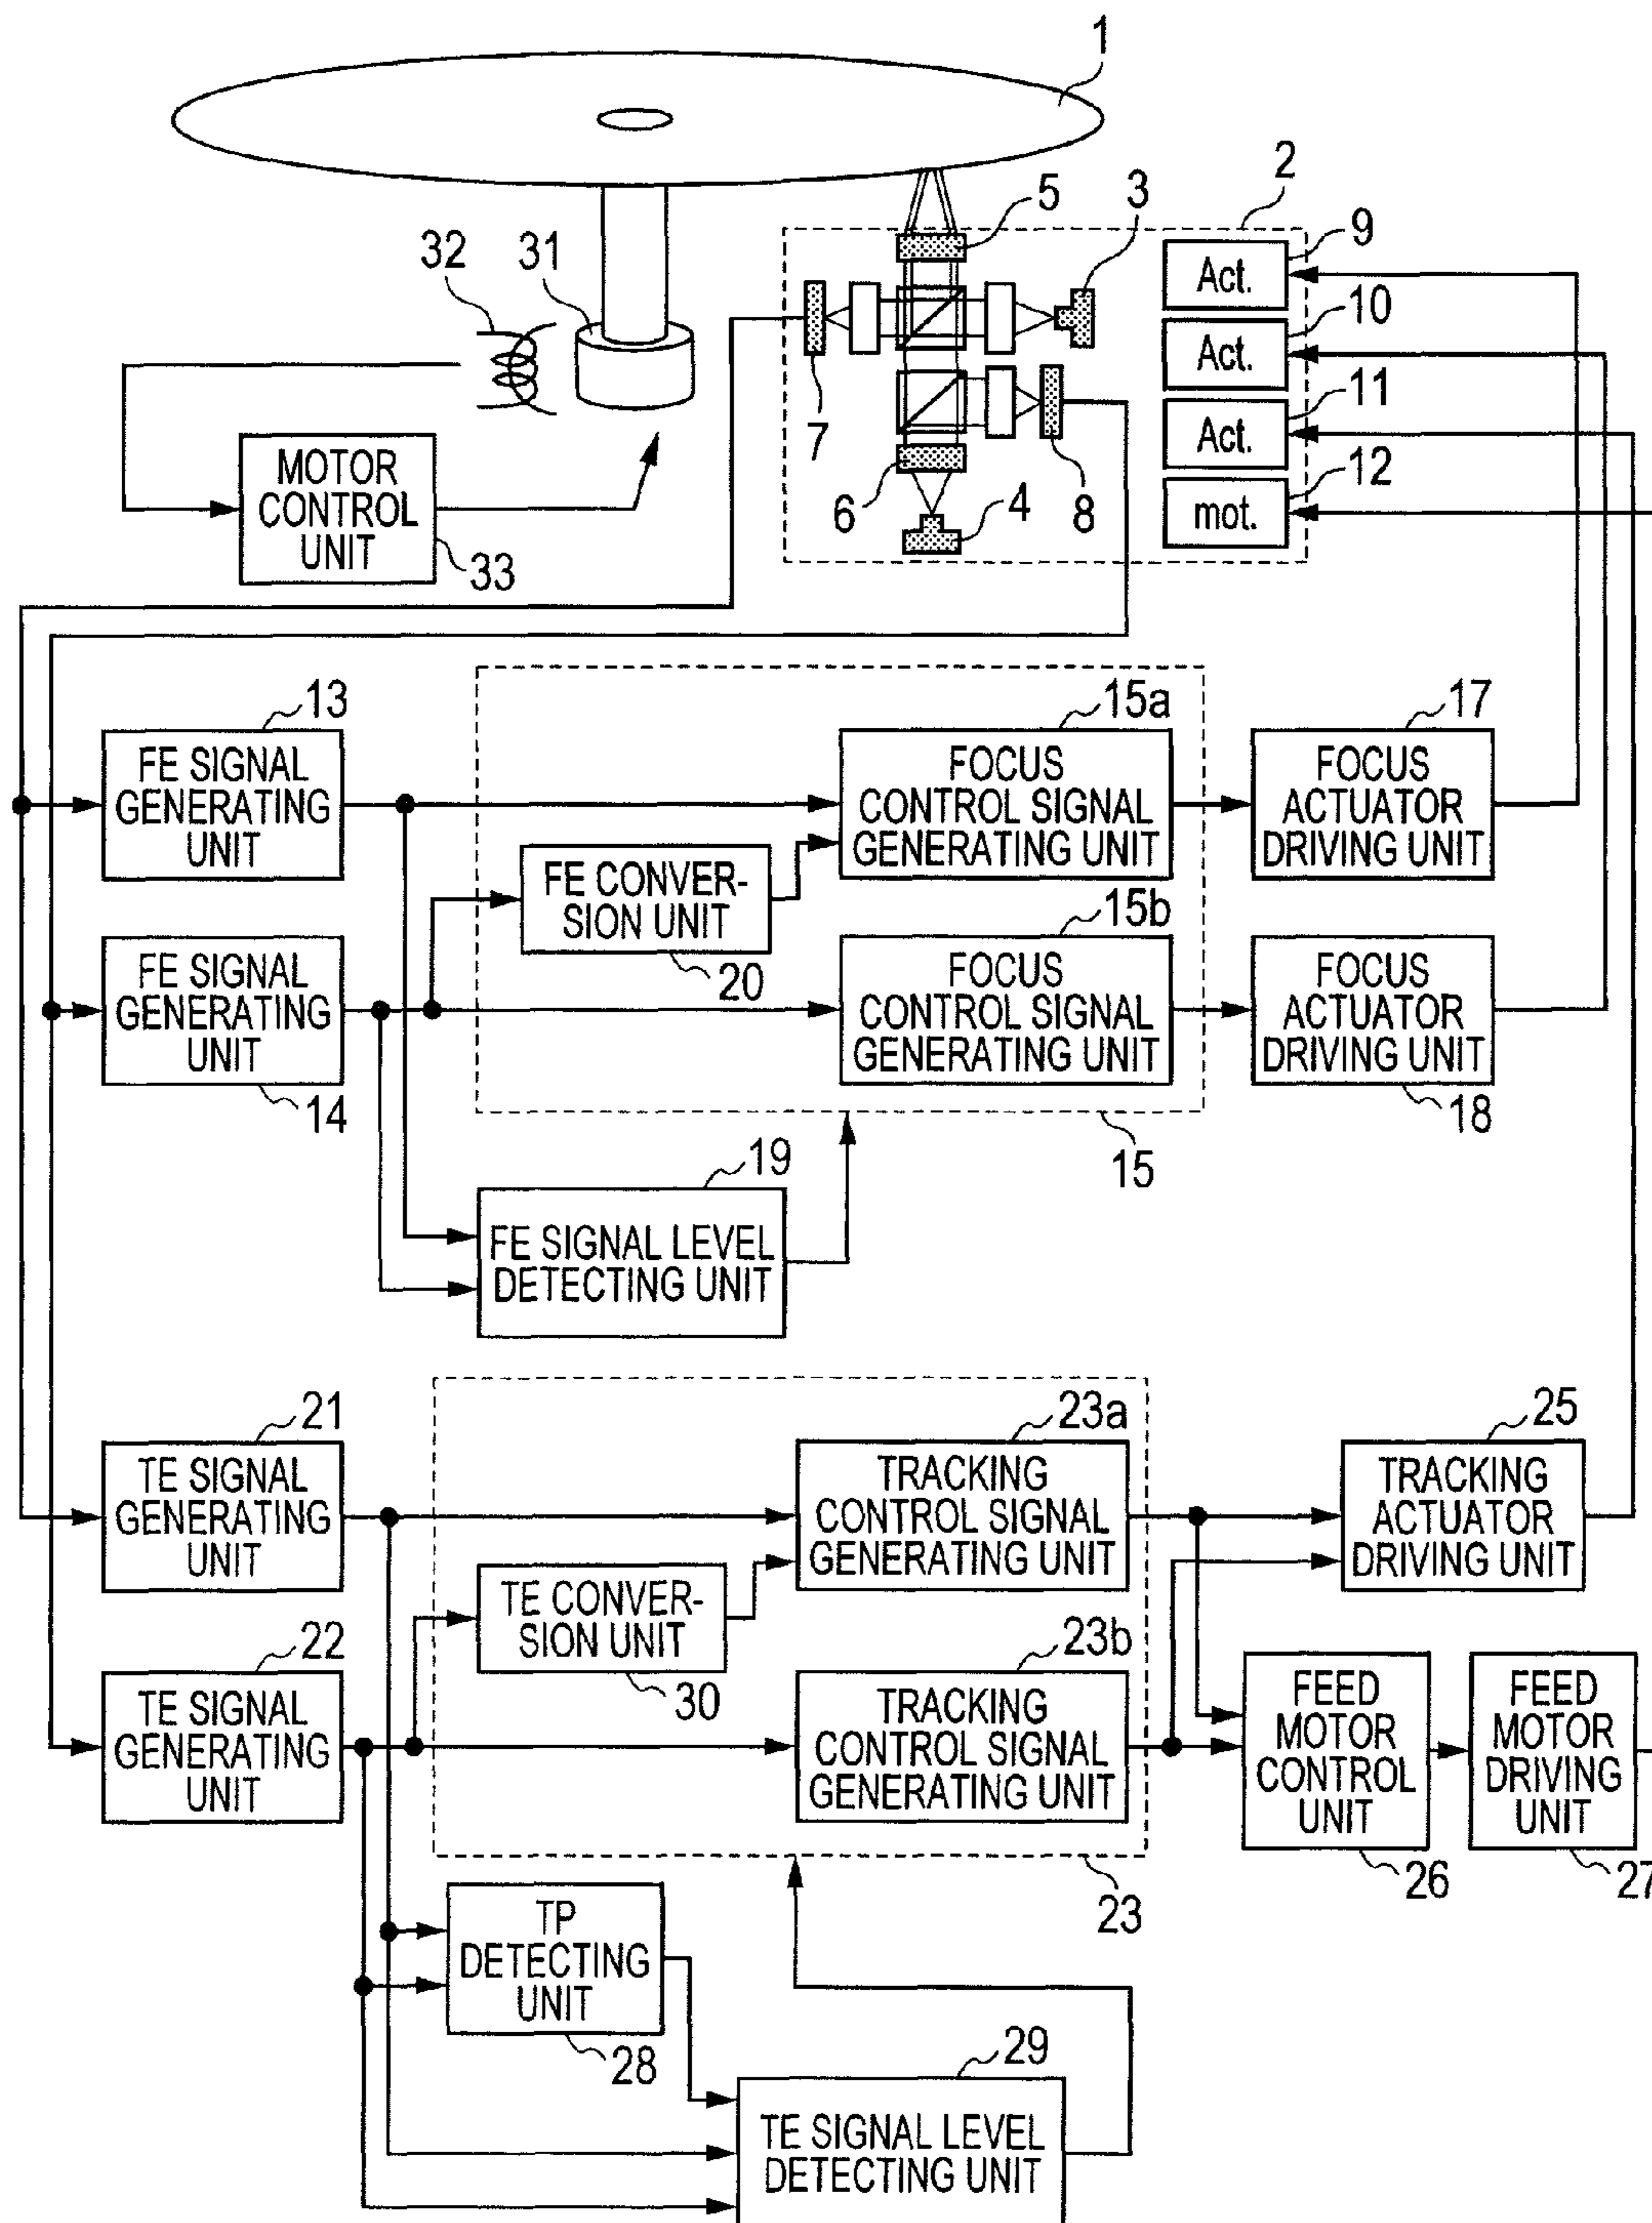 1
2
5
3
9
Act.
32
31
10
Act.
11
Act.
7
12
mot.
6
4
8
MOTOR
CONTROL
UNIT
33
13
FE SIGNAL
GENERATING
UNIT
15a
FOCUS
CONTROL SIGNAL
GENERATING UNIT
17
FOCUS
ACTUATOR
DRIVING UNIT
FE CONVER-
SION UNIT
20
14
FE SIGNAL
GENERATING
UNIT
15b
FOCUS
CONTROL SIGNAL
GENERATING UNIT
18
FOCUS
ACTUATOR
DRIVING UNIT
15
19
FE SIGNAL LEVEL
DETECTING UNIT
21
TE SIGNAL
GENERATING
UNIT
23a
TRACKING
CONTROL SIGNAL
GENERATING UNIT
25
TRACKING
ACTUATOR
DRIVING UNIT
TE CONVER-
SION UNIT
30
22
TE SIGNAL
GENERATING
UNIT
23b
TRACKING
CONTROL SIGNAL
GENERATING UNIT
FEED
MOTOR
CONTROL
UNIT
26
FEED
MOTOR
DRIVING
UNIT
27
23
TP
DETECTING
UNIT
28
29
TE SIGNAL LEVEL
DETECTING UNIT